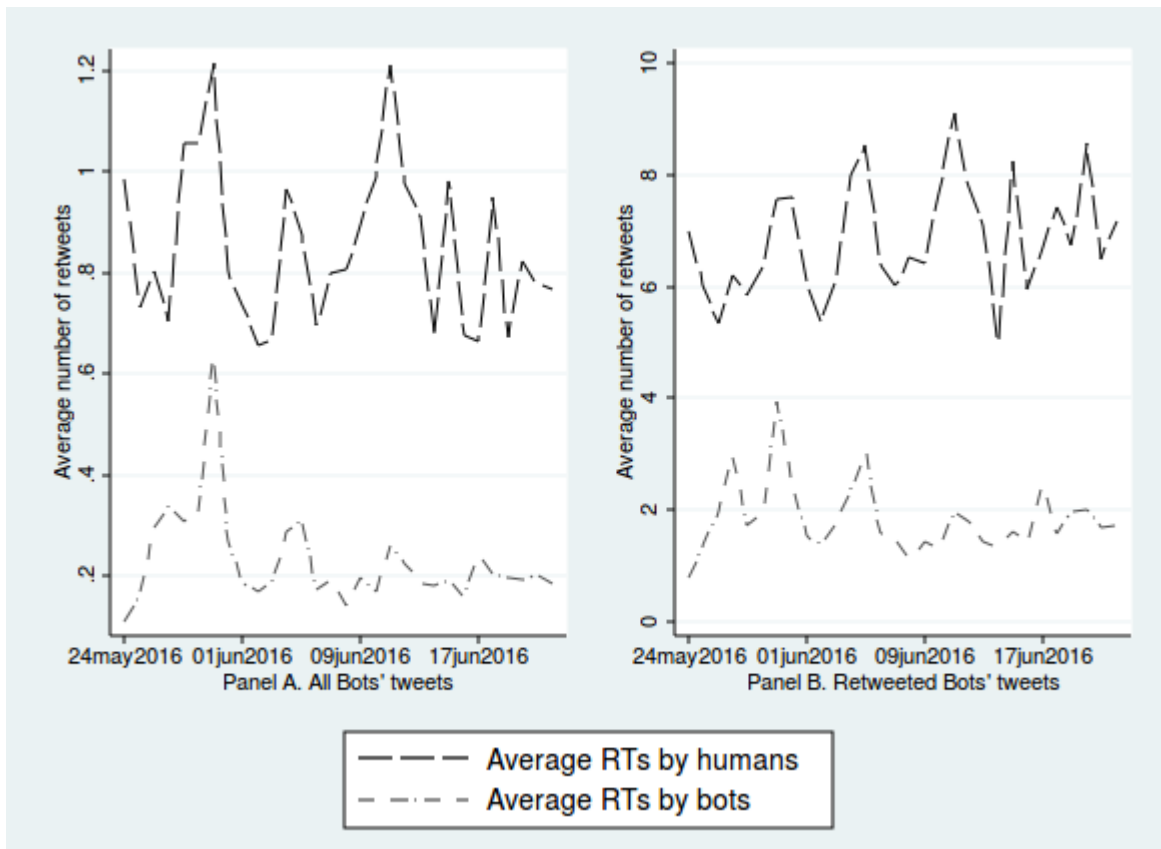 Average number of retweets
1.2
1
.8
.6
.4
.2
24may2016 01jun2016 09jun2016 17jun2016
Panel A. All Bots' tweets
Average number of retweets
10
8
6
4
2
0
24may2016 01jun2016 09jun2016 17jun2016
Panel B. Retweeted Bots' tweets
Average RTs by humans
Average RTs by bots